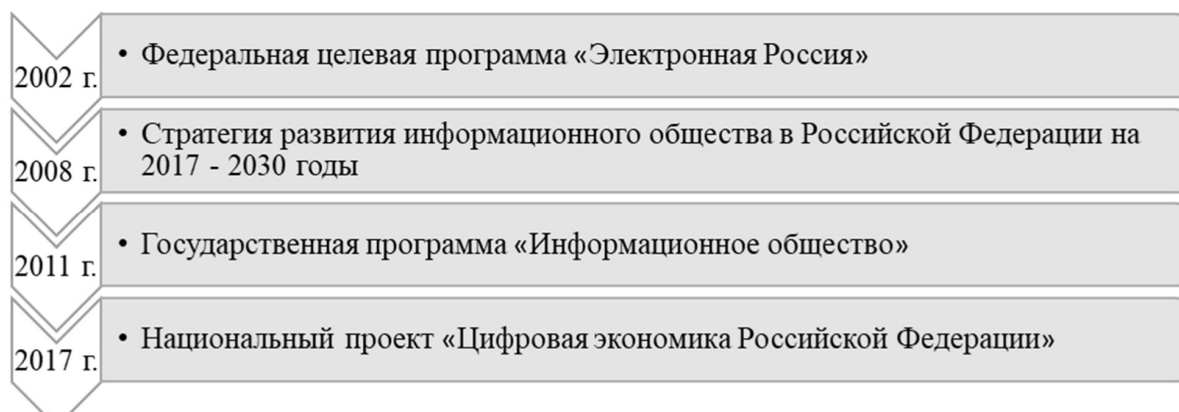 2002 г.
• Федеральная целевая программа «Электронная Россия»
2008 г.
• Стратегия развития информационного общества в Российской Федерации на
2017 - 2030 годы
2011 г.
• Государственная программа «Информационное общество»
2017 г.
• Национальный проект «Цифровая экономика Российской Федерации»